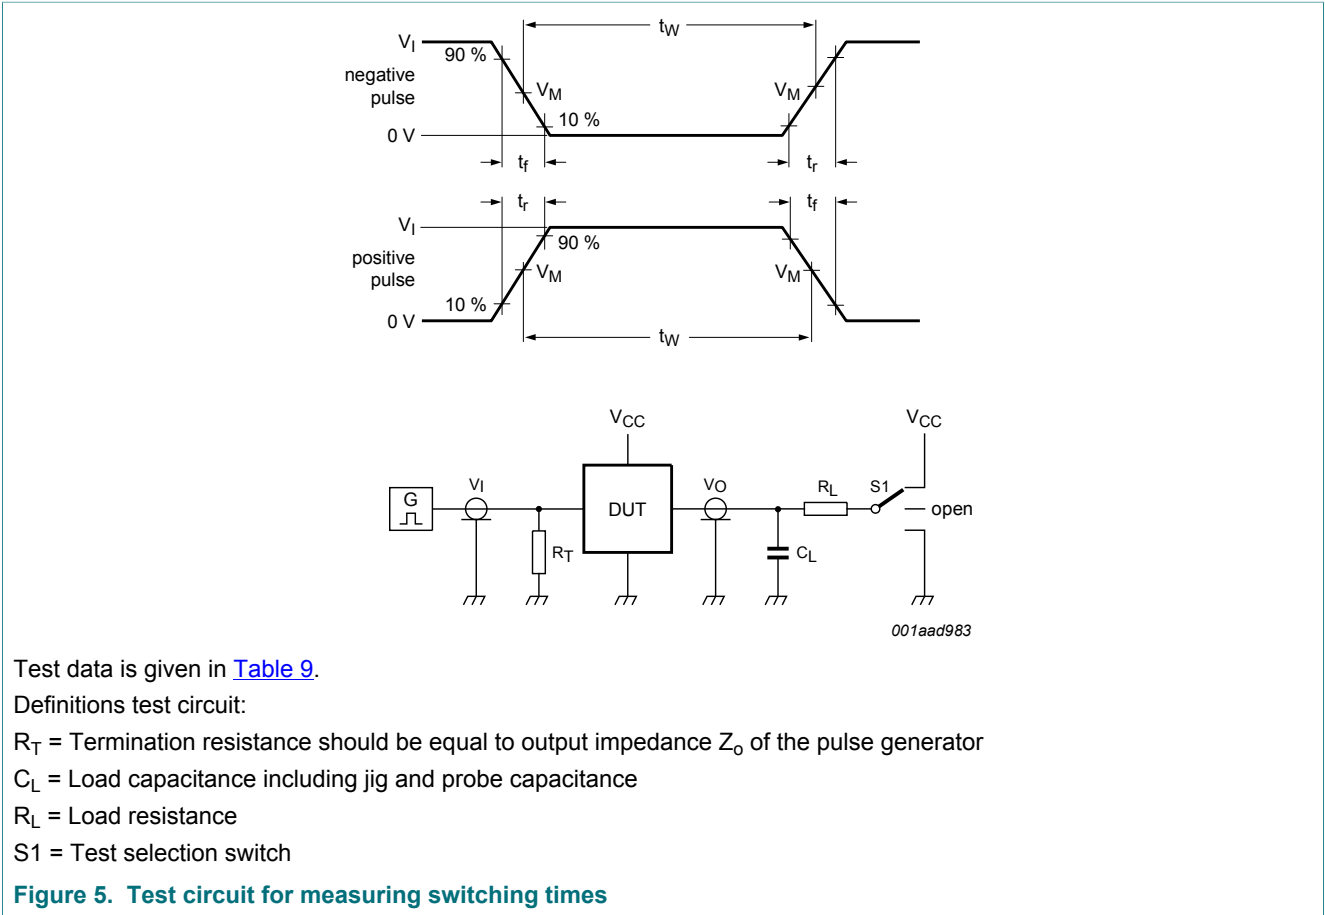 t_W
V_I
90 %
negative
pulse
V_M
V_M
10 %
0 V
t_f
t_r
t_r
t_f
V_I
90 %
positive
pulse
V_M
V_M
10 %
0 V
t_W
V_CC
V_CC
G
V_I
DUT
V_O
R_L
S1
open
R_T
C_L
001aad983
Test data is given in Table 9.
Definitions test circuit:
R_T = Termination resistance should be equal to output impedance Z_o of the pulse generator
C_L = Load capacitance including jig and probe capacitance
R_L = Load resistance
S1 = Test selection switch
Figure 5. Test circuit for measuring switching times